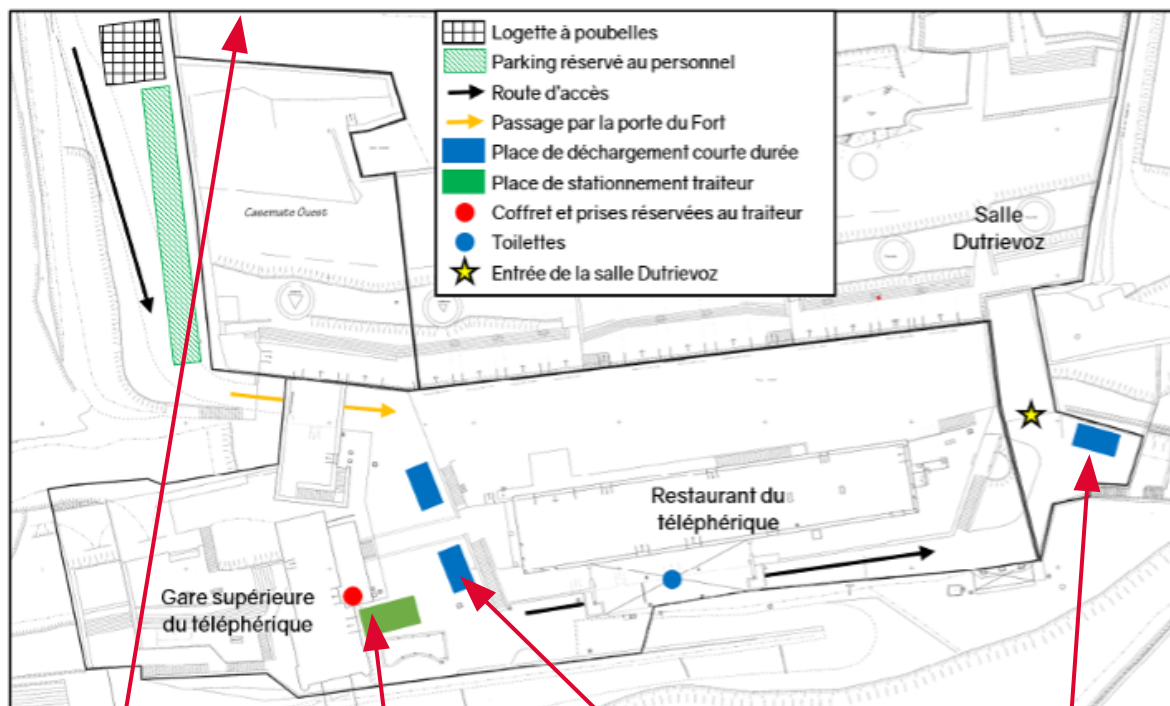 Logette à poubelles
Parking réservé au personnel
Route d'accès
Passage par la porte du Fort
Place de déchargement courte durée
Place de stationnement traiteur
Coffret et prises réservées au traiteur
Toilettes
Entrée de la salle Dutrievoz
Casemate Ouest
Salle
Dutrievoz
Restaurant du
téléphérique
Gare supérieure
du téléphérique